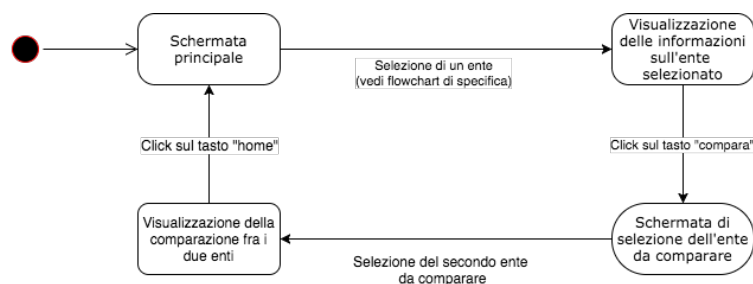 Schermata
principale
Selezione di un ente
(vedi flowchart di specifica)
Visualizzazione
delle informazioni
sull'ente
selezionato
Click sul tasto "home"
Click sul tasto "compara"
Visualizzazione della
comparazione fra i
due enti
Selezione del secondo ente
da comparare
Schermata di
selezione dell'ente
da comparare